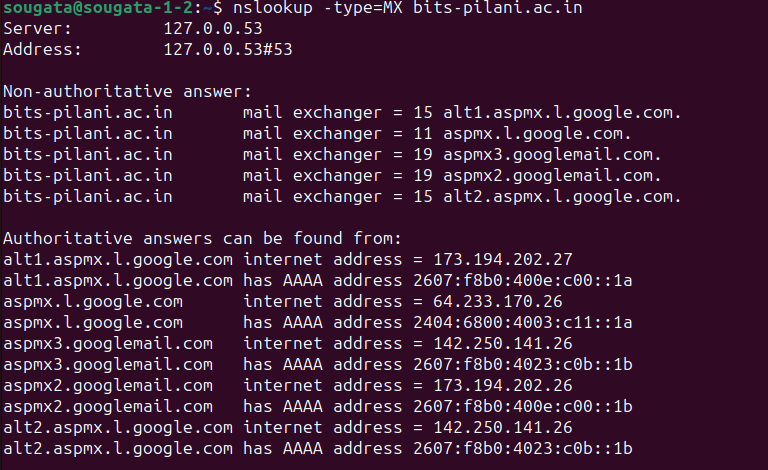 sougata@sougata-1-2:~$ nslookup -type=MX bits-pilani.ac.in
Server:         127.0.0.53
Address:        127.0.0.53#53

Non-authoritative answer:
bits-pilani.ac.in       mail exchanger = 15 alt1.aspmx.l.google.com.
bits-pilani.ac.in       mail exchanger = 11 aspmx.l.google.com.
bits-pilani.ac.in       mail exchanger = 19 aspmx3.googlemail.com.
bits-pilani.ac.in       mail exchanger = 19 aspmx2.googlemail.com.
bits-pilani.ac.in       mail exchanger = 15 alt2.aspmx.l.google.com.

Authoritative answers can be found from:
alt1.aspmx.l.google.com internet address = 173.194.202.27
alt1.aspmx.l.google.com has AAAA address 2607:f8b0:400e:c00::1a
aspmx.l.google.com      internet address = 64.233.170.26
aspmx.l.google.com      has AAAA address 2404:6800:4003:c11::1a
aspmx3.googlemail.com   internet address = 142.250.141.26
aspmx3.googlemail.com   has AAAA address 2607:f8b0:4023:c0b::1b
aspmx2.googlemail.com   internet address = 173.194.202.26
aspmx2.googlemail.com   has AAAA address 2607:f8b0:400e:c00::1b
alt2.aspmx.l.google.com internet address = 142.250.141.26
alt2.aspmx.l.google.com has AAAA address 2607:f8b0:4023:c0b::1b